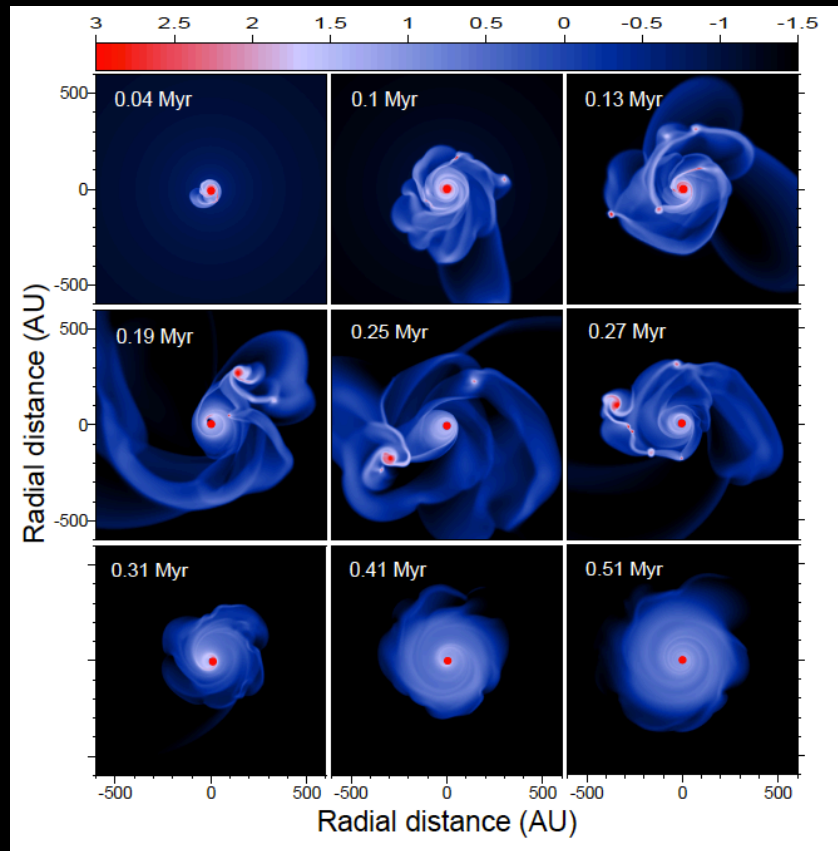 3 2.5 2 1.5 1 0.5 0 -0.5 -1 -1.5
500
0
-500
0.04 Myr
0.1 Myr
0.13 Myr
500
0
-500
0.19 Myr
0.25 Myr
0.27 Myr
Radial distance (AU)
0.31 Myr
0.41 Myr
0.51 Myr
-500 0 500 -500 0 500 -500 0 500
Radial distance (AU)